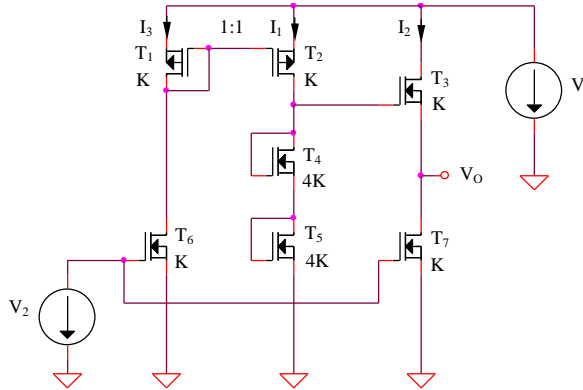 I3 1:1 I1 I2
T1 T2 T3
K K K
V
T4
4K
VO
T6 T5 T7
K 4K K
V2